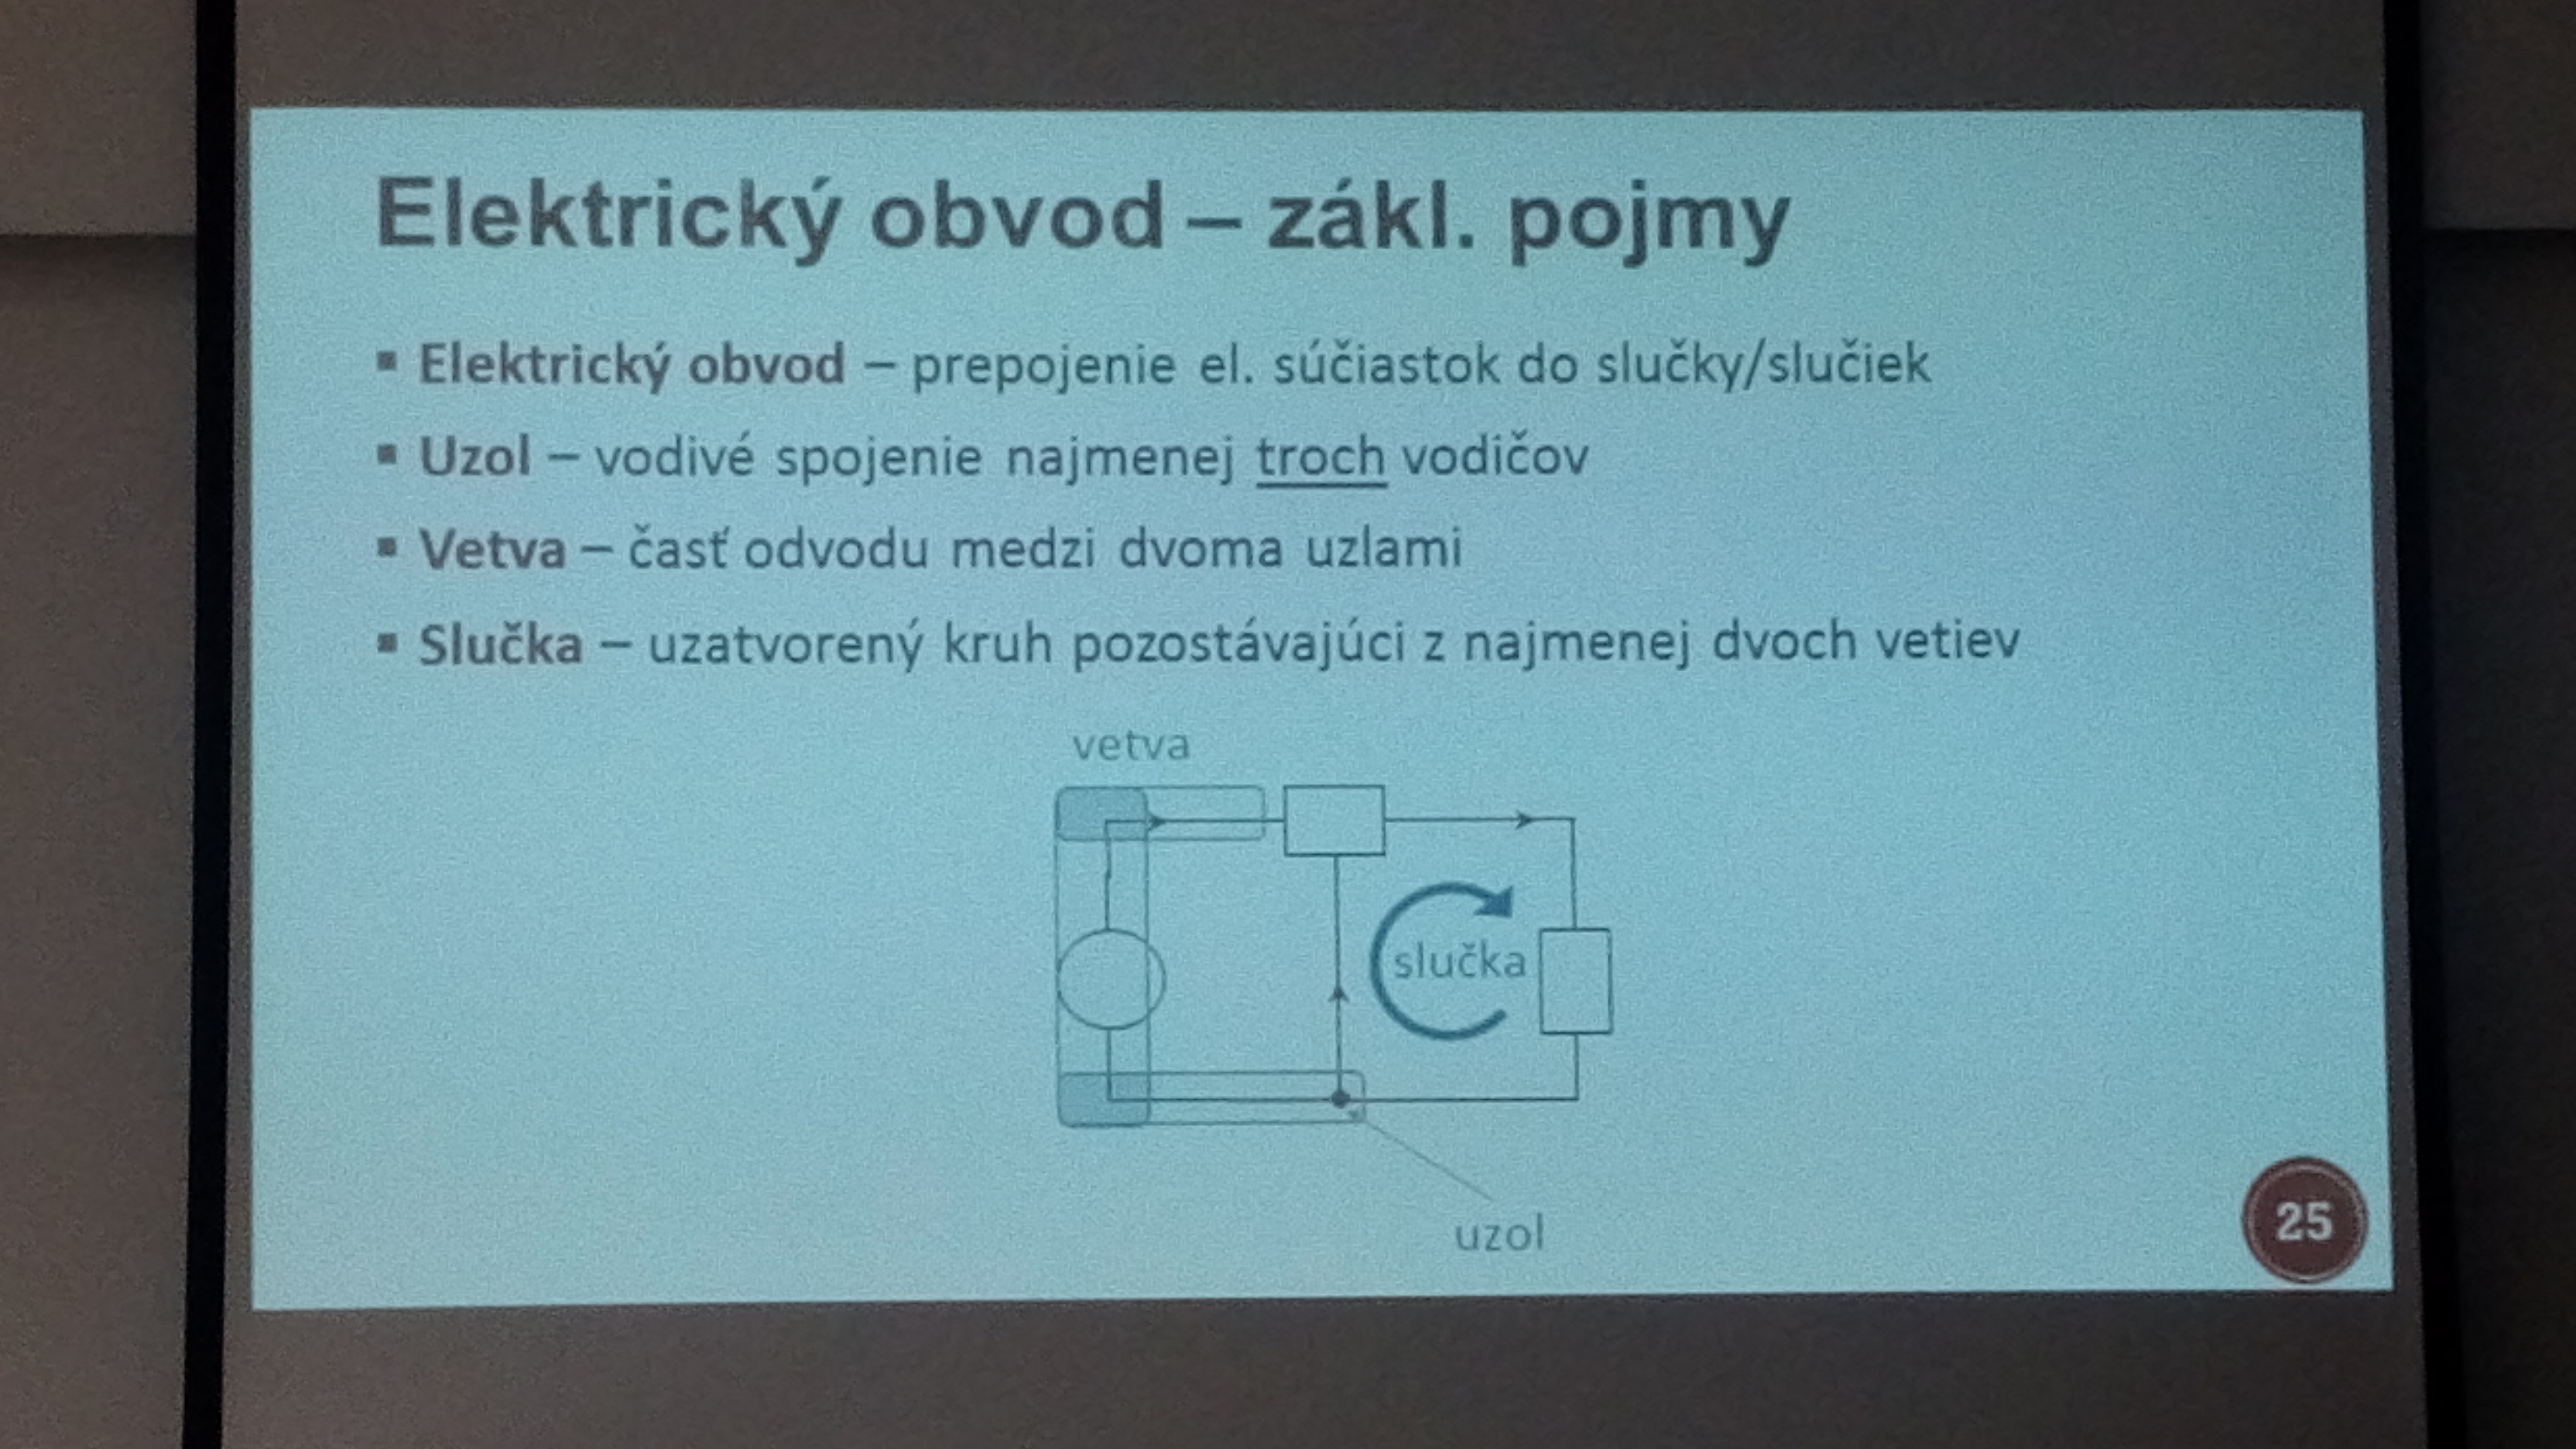 Elektrický obvod – zákl. pojmy
▪ Elektrický obvod – prepojenie el. súčiastok do slučky/slučiek
▪ Uzol – vodivé spojenie najmenej troch vodičov
▪ Vetva – časť odvodu medzi dvoma uzlami
▪ Slučka – uzatvorený kruh pozostávajúci z najmenej dvoch vetiev
vetva
slučka
uzol
25